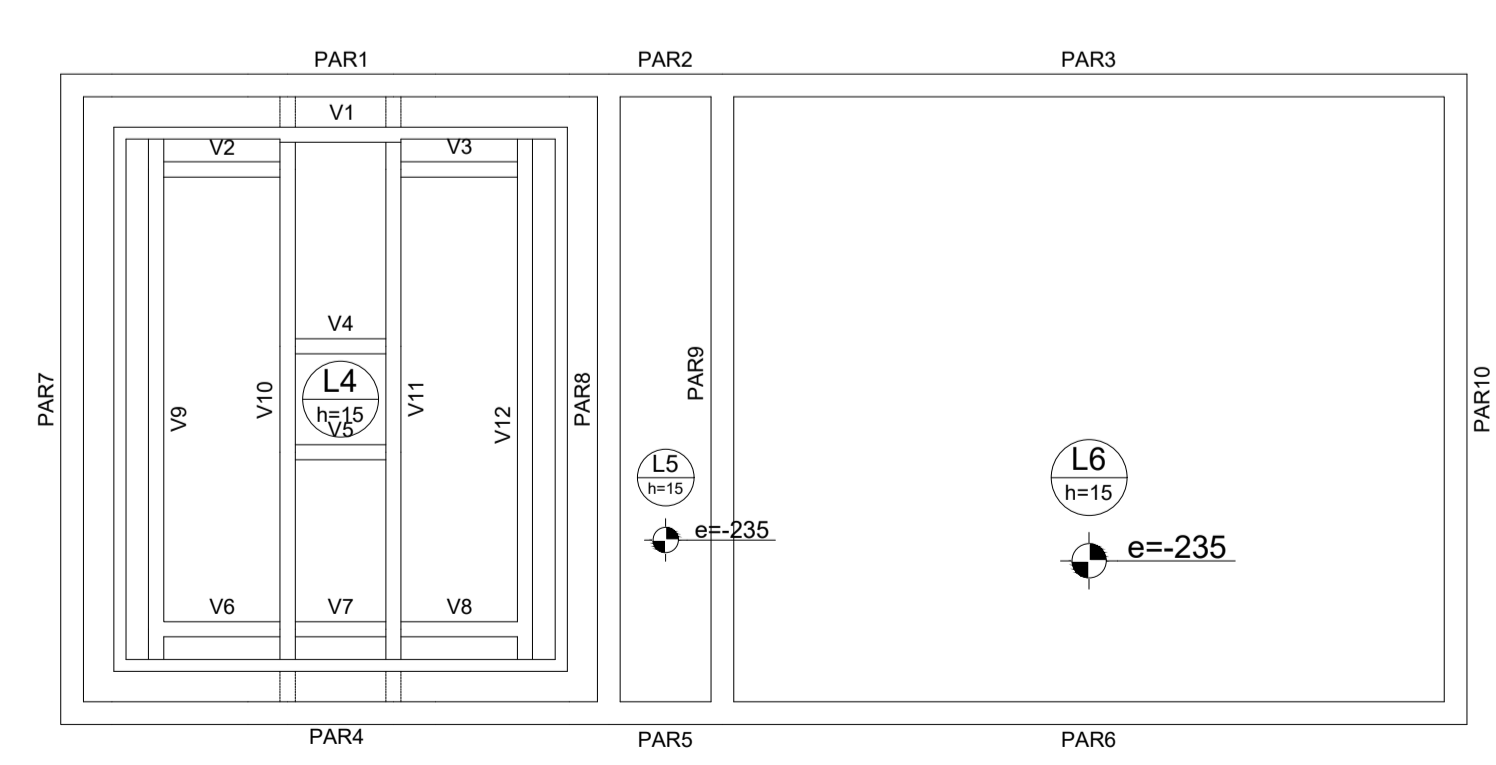 PAR1
PAR2
PAR3
V1
V2
V3
V4
L4
h=15
V5
PAR7
V9
V10
V11
V12
PAR8
PAR9
PAR10
L5
h=15
e=-235
L6
h=15
e=-235
V6
V7
V8
PAR4
PAR5
PAR6